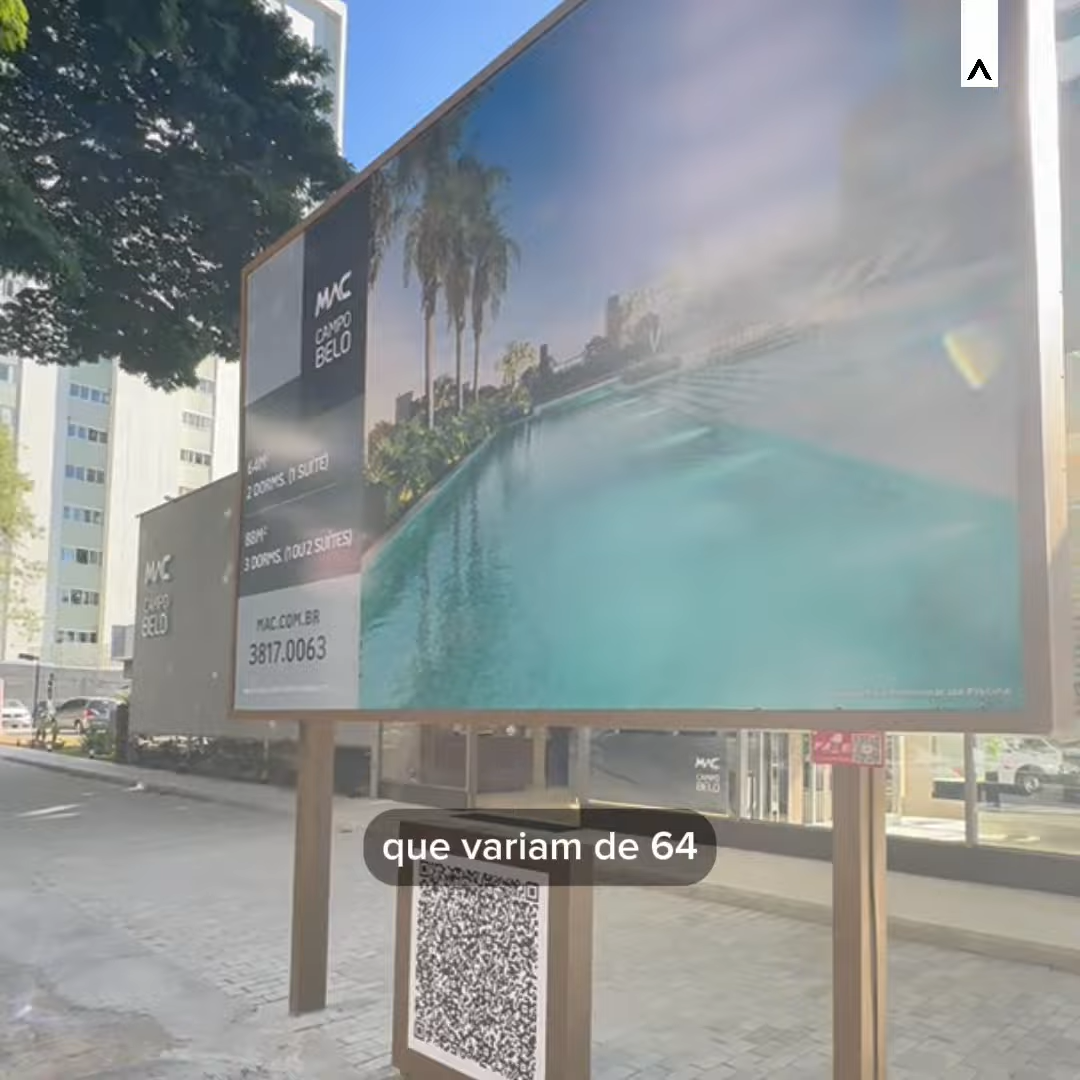 MAC
CAMPO
BELO
64M²
2 DORMS. (1 SUÍTE)
88M²
3 DORMS. (1 OU 2 SUÍTES)
MAC.COM.BR
3817.0063
MAC
CAMPO
BELO
MAC
CAMPO
BELO
que variam de 64